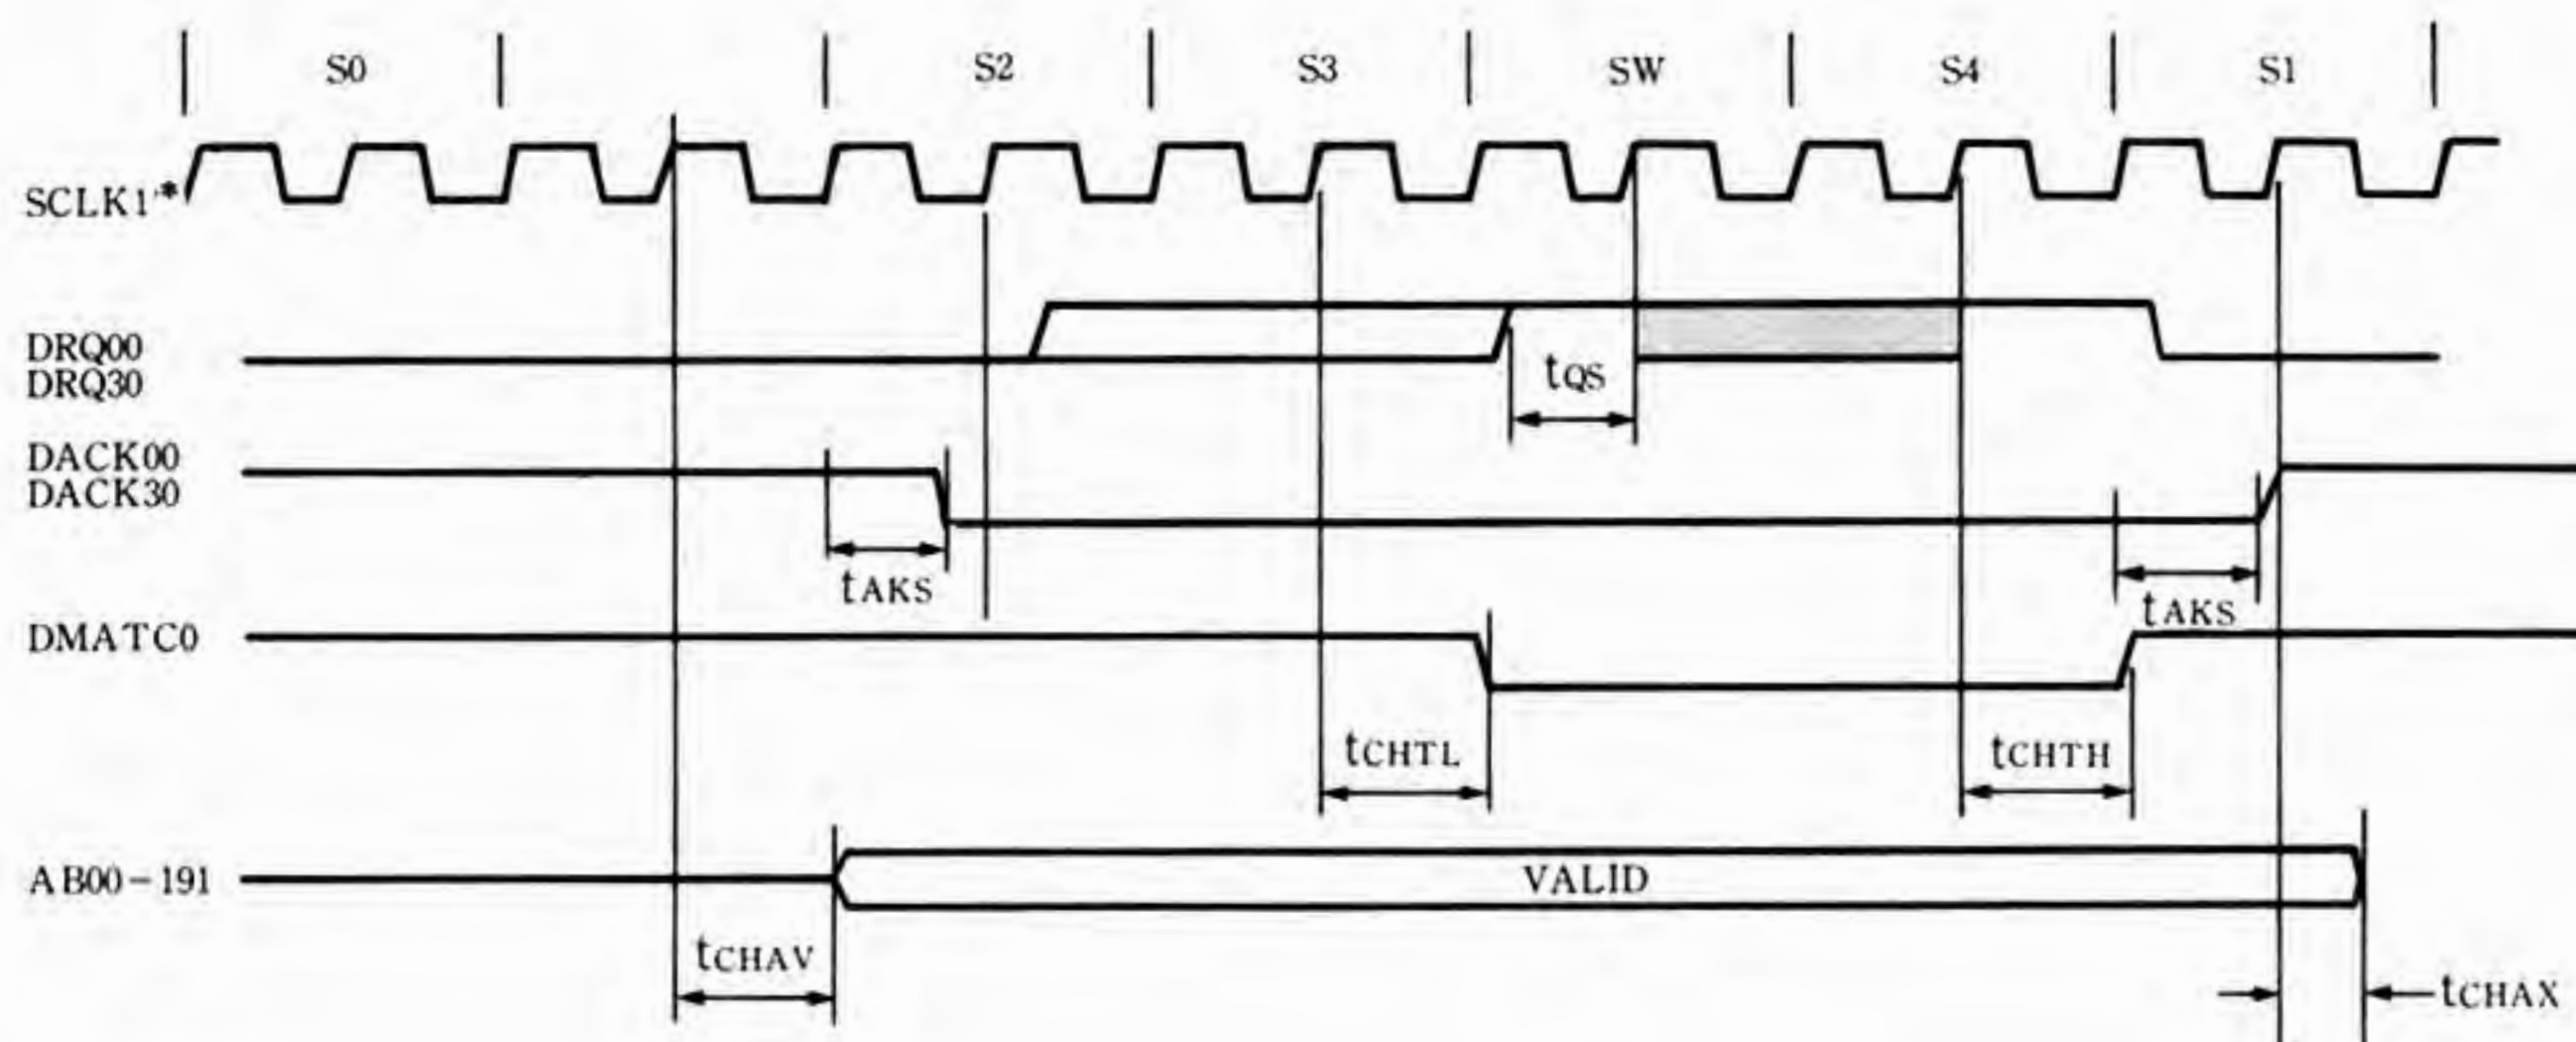 S0 S2 S3 SW S4 S1
SCLK1'*
DRQ00
DRQ30
tQS
DACK00
DACK30
tAKS
tAKS
DMATC0
tCHTL
tCHTH
AB00-191
VALID
tCHAV
tCHAX